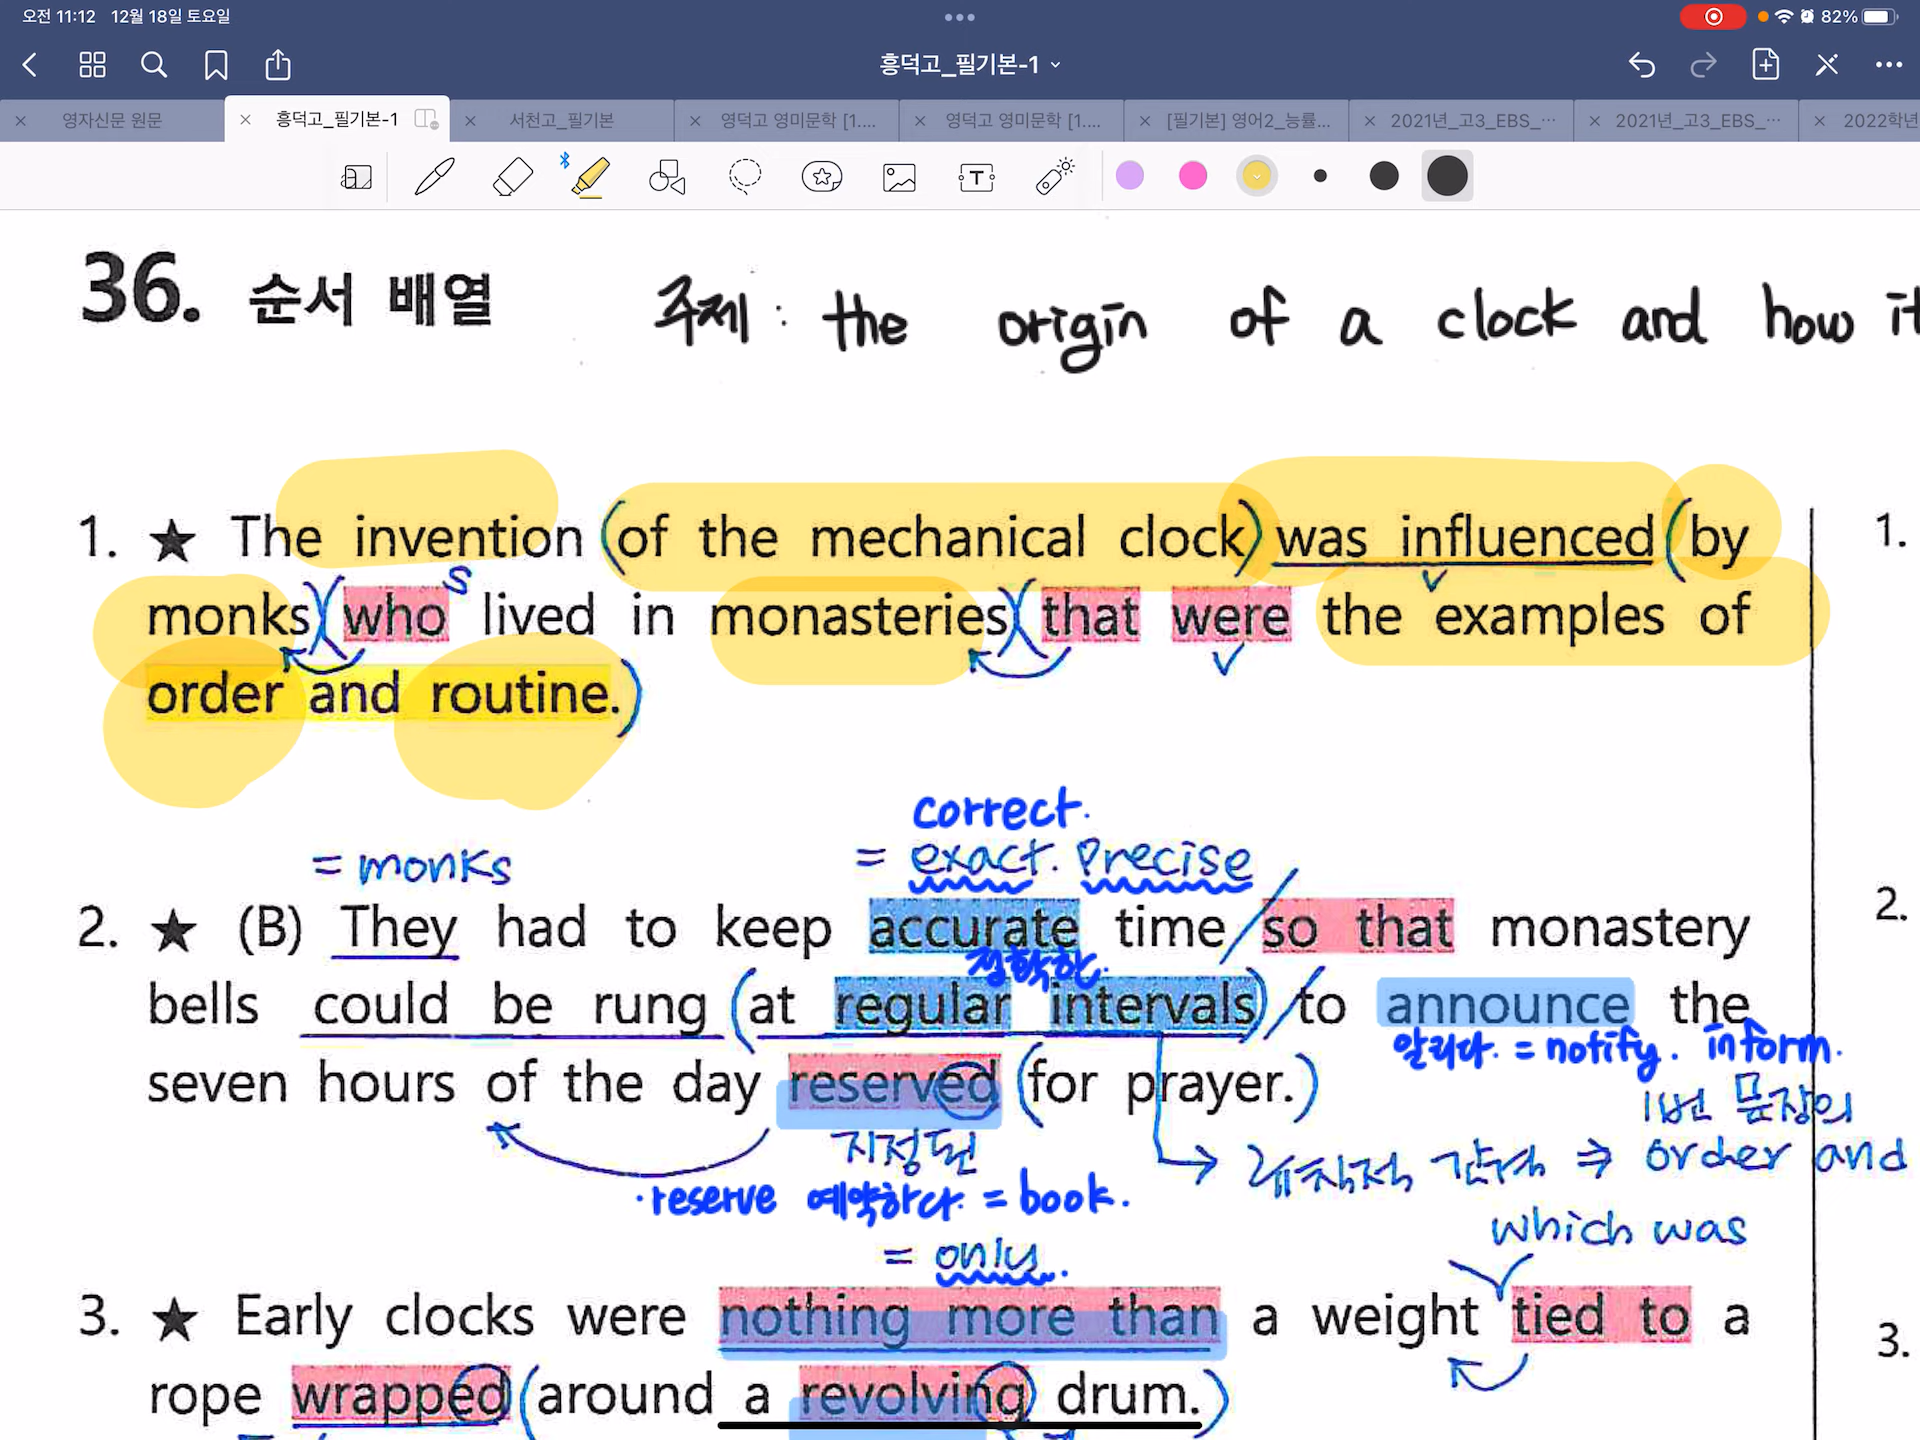 오전 11:12 12월 18일 토요일
82%
흥덕고_필기본-1
영자신문 원문 흥덕고_필기본-1 서천고_필기본 영덕고 영미문학 [1.... 영덕고 영미문학 [1.... [필기본] 영어2_능률... 2021년_고3_EBS_... 2021년_고3_EBS_... 2022학년
36. 순서 배열 주제 : the origin of a clock and how it
1. ★ The invention (of the mechanical clock) was influenced (by
1.
s v
monks)(who lived in monasteries)(that were the examples of
v
order and routine.)
correct.
= monks = exact. Precise
2. ★ (B) They had to keep accurate time / so that monastery
2.
정확한.
bells could be rung (at regular intervals) / to announce the
알리다. = notify. inform.
seven hours of the day reserved (for prayer.)
1번 문장의
지정된
규칙적 간격 ⇒ order and
·reserve 예약하다. = book.
which was
= only.
3. ★ Early clocks were nothing more than a weight tied to a
3.
rope wrapped (around a revolving drum.)